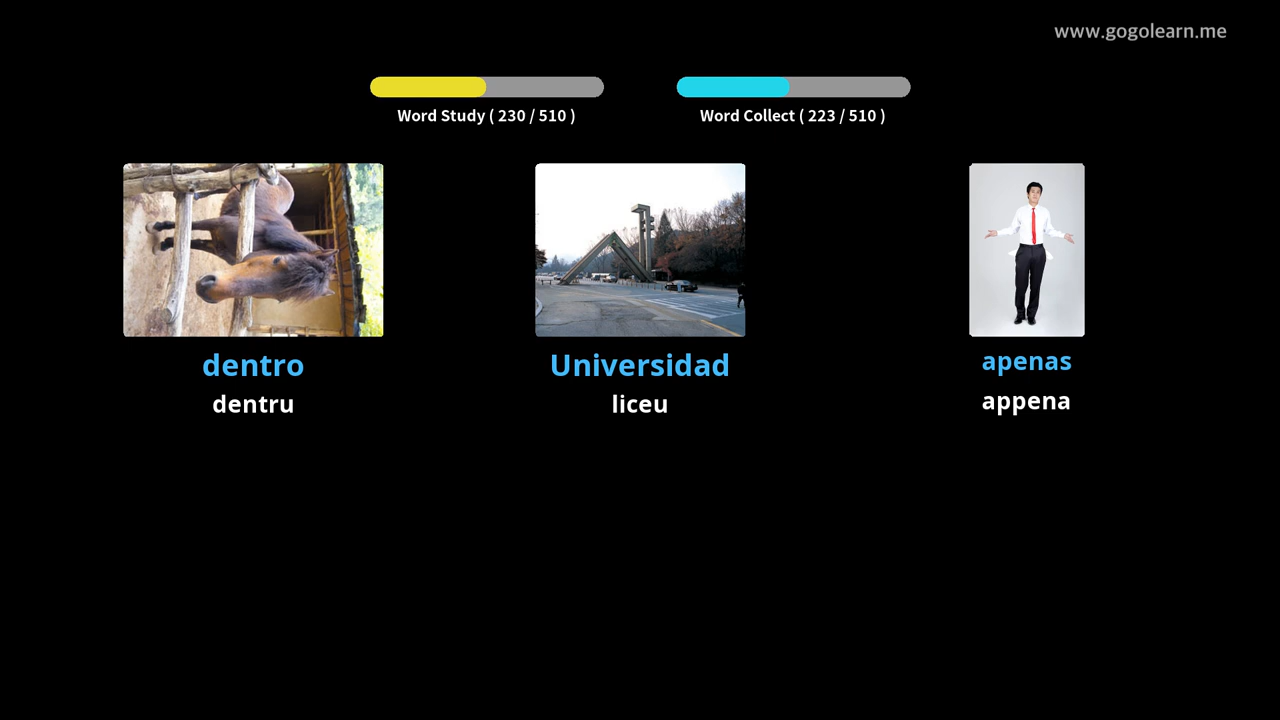 www.gogolearn.me
Word Study ( 230 / 510 )
Word Collect ( 223 / 510 )
dentro
dentru
Universidad
liceu
apenas
appena